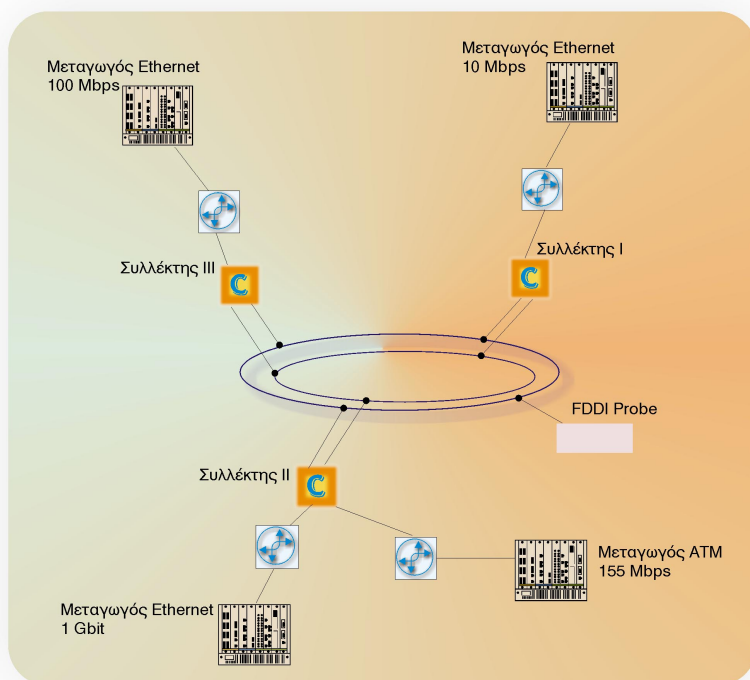 Μεταγωγός Ethernet
100 Mbps
Μεταγωγός Ethernet
10 Mbps
Συλλέκτης III
C
Συλλέκτης I
C
FDDI Probe
Συλλέκτης II
C
Μεταγωγός ATM
155 Mbps
Μεταγωγός Ethernet
1 Gbit